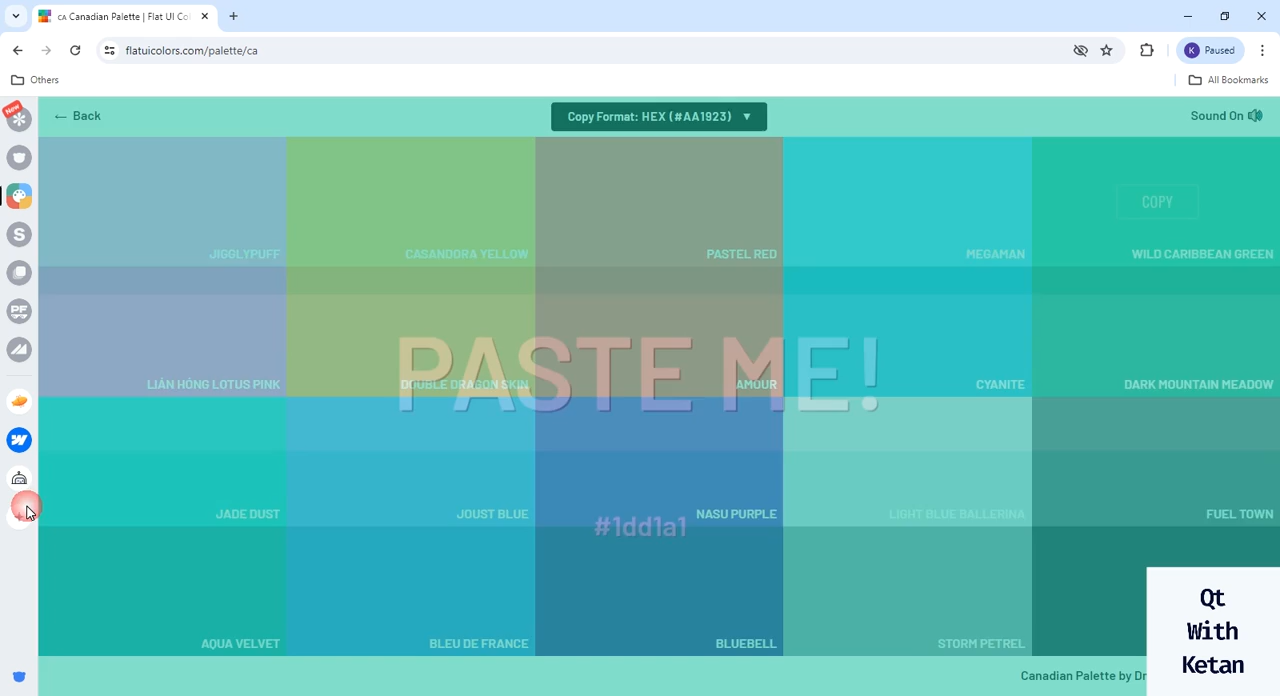 CA Canadian Palette | Flat UI Co
flatuicolors.com/palette/ca
K Paused
Others
All Bookmarks
New
← Back
Copy Format: HEX (#AA1923) ▼
Sound On
COPY
JIGGLYPUFF
CASANDORA YELLOW
PASTEL RED
MEGAMAN
WILD CARIBBEAN GREEN
S
PF
PASTE ME!
LIÁN HÓNG LOTUS PINK
DOUBLE DRAGON SKIN
AMOUR
CYANITE
DARK MOUNTAIN MEADOW
JADE DUST
JOUST BLUE
NASU PURPLE
LIGHT BLUE BALLERINA
FUEL TOWN
#1dd1a1
AQUA VELVET
BLEU DE FRANCE
BLUEBELL
STORM PETREL
Canadian Palette by Dm
Qt
With
Ketan